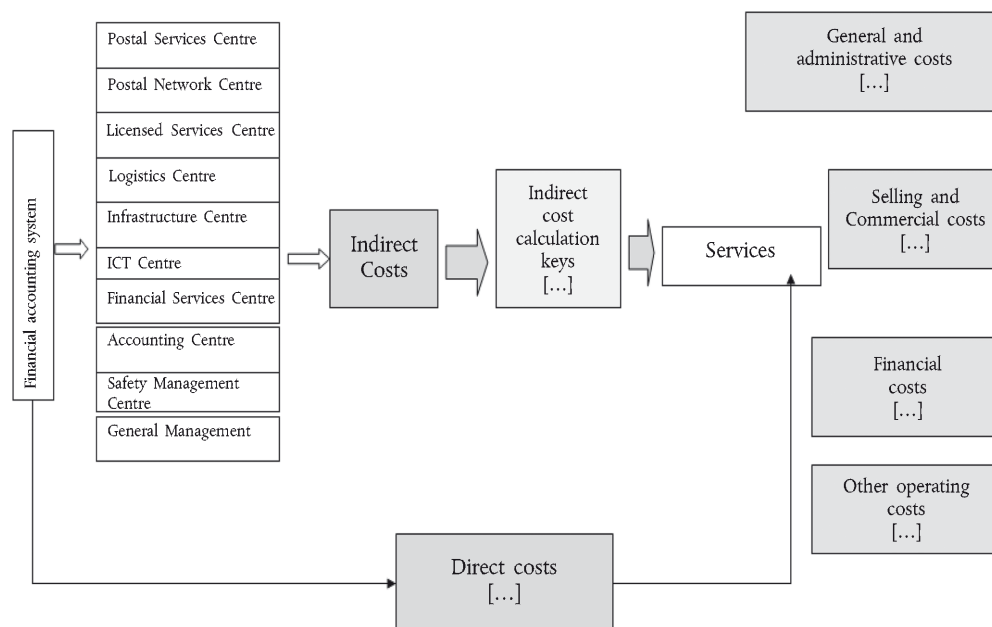 Financial accounting system
Postal Services Centre
Postal Network Centre
Licensed Services Centre
Logistics Centre
Infrastructure Centre
ICT Centre
Financial Services Centre
Accounting Centre
Safety Management
Centre
General Management
Indirect
Costs
Indirect
cost
calculation
keys
[...]
Services
General and
administrative costs
[...]
Selling and
Commercial costs
[...]
Financial
costs
[...]
Other operating
costs
[...]
Direct costs
[...]